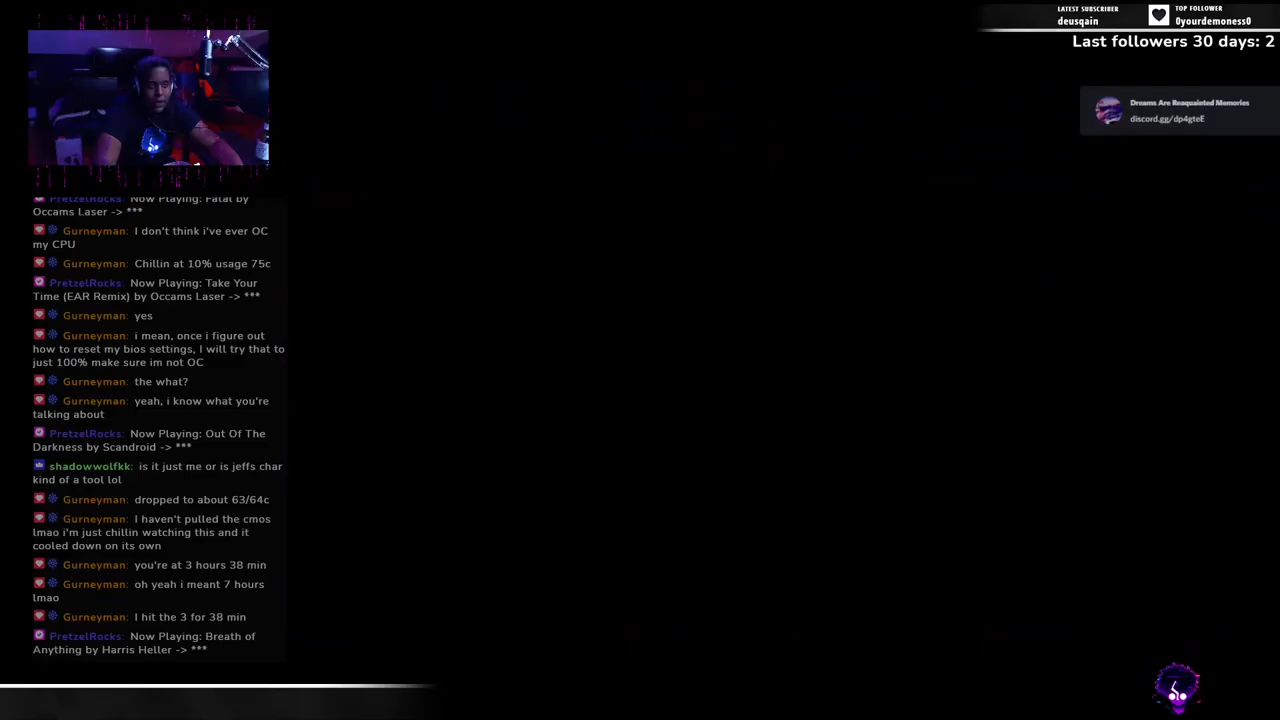 LATEST SUBSCRIBER
deusqain
TOP FOLLOWER
0yourdemoness0
Last followers 30 days: 2
Dreams Are Reaquainted Memories
discord.gg/dp4gteE
PretzelRocks: Now Playing: Fatal by
Occams Laser -> ***
Gurneyman: I don't think i've ever OC
my CPU
Gurneyman: Chillin at 10% usage 75c
PretzelRocks: Now Playing: Take Your
Time (EAR Remix) by Occams Laser -> ***
Gurneyman: yes
Gurneyman: i mean, once i figure out
how to reset my bios settings, I will try that to
just 100% make sure im not OC
Gurneyman: the what?
Gurneyman: yeah, i know what you're
talking about
PretzelRocks: Now Playing: Out Of The
Darkness by Scandroid -> ***
shadowwolfkk: is it just me or is jeffs char
kind of a tool lol
Gurneyman: dropped to about 63/64c
Gurneyman: I haven't pulled the cmos
lmao i'm just chillin watching this and it
cooled down on its own
Gurneyman: you're at 3 hours 38 min
Gurneyman: oh yeah i meant 7 hours
lmao
Gurneyman: I hit the 3 for 38 min
PretzelRocks: Now Playing: Breath of
Anything by Harris Heller -> ***